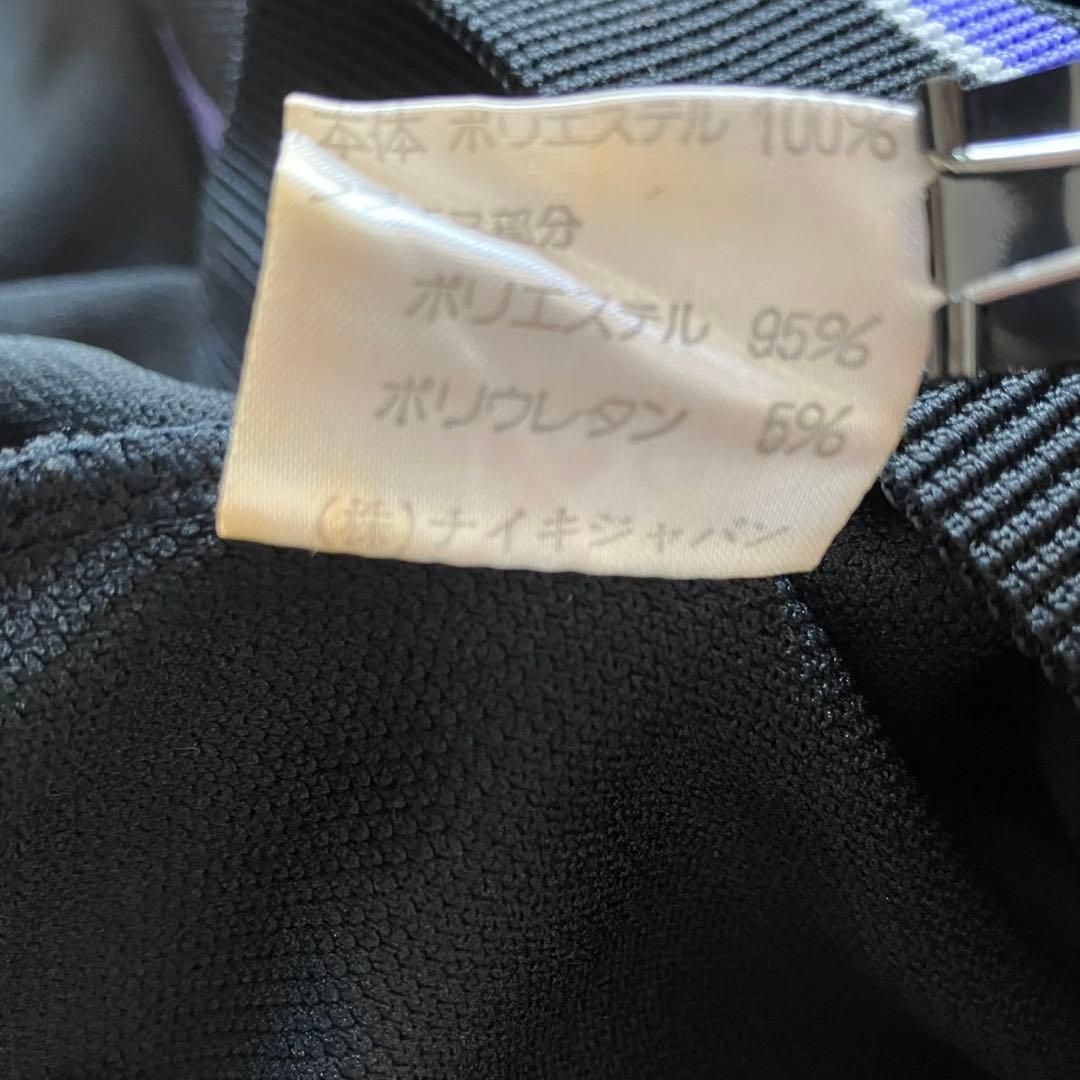 本体 ポリエステル 100%
部分
ポリエステル 95%
ポリウレタン 5%
(株)ナイキジャパン